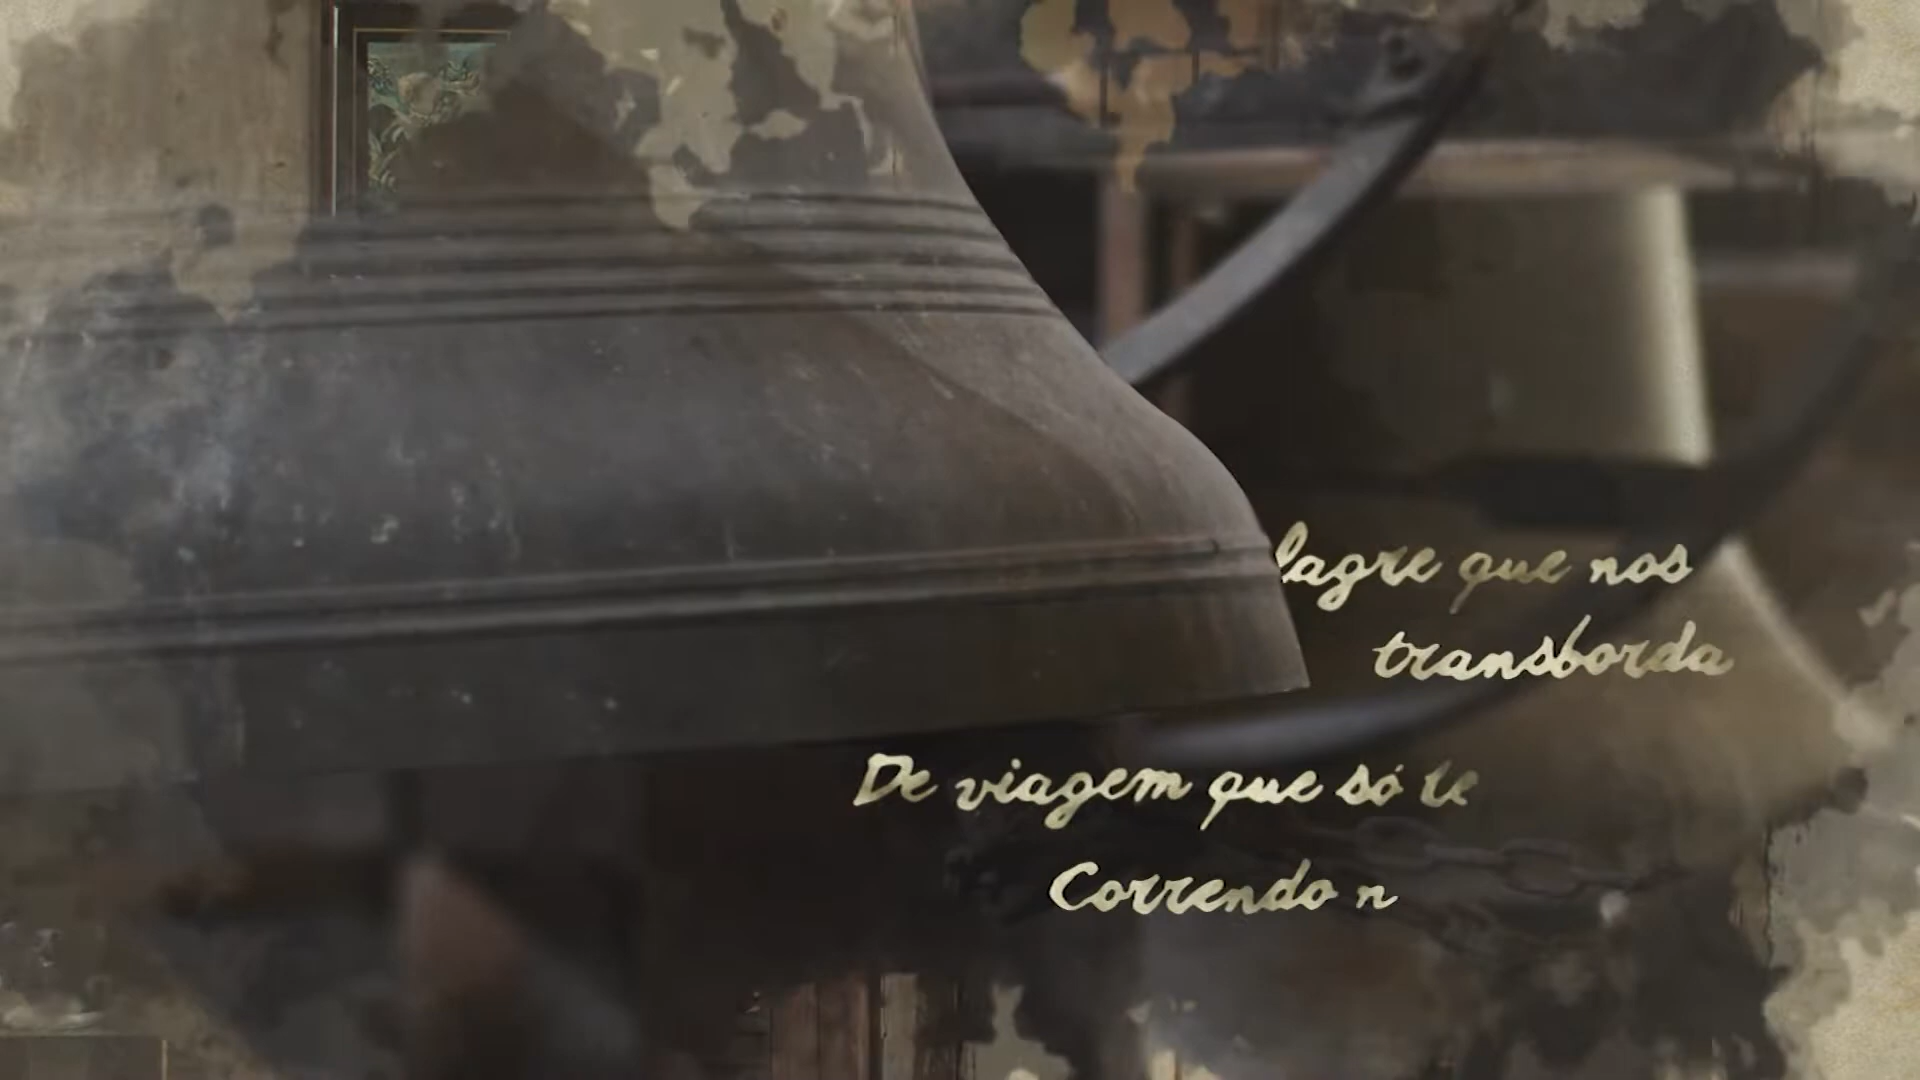 lagre que nos
transborda
De viagem que só te
Correndo n